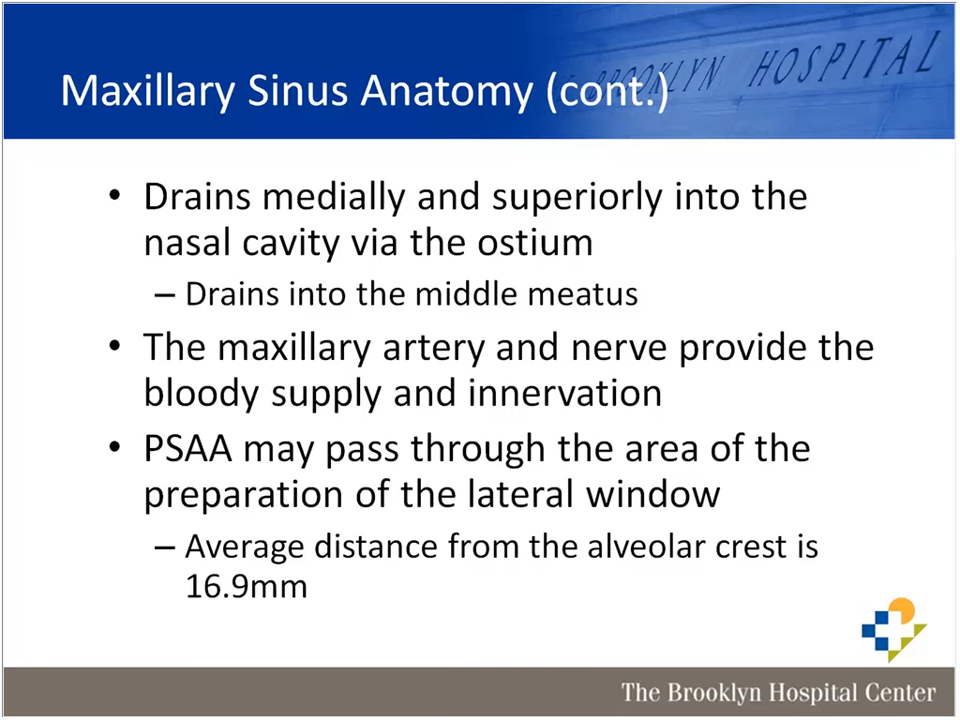 BROOKLYN HOSPITAL
Maxillary Sinus Anatomy (cont.)
• Drains medially and superiorly into the
nasal cavity via the ostium
– Drains into the middle meatus
• The maxillary artery and nerve provide the
bloody supply and innervation
• PSAA may pass through the area of the
preparation of the lateral window
– Average distance from the alveolar crest is
16.9mm
The Brooklyn Hospital Center